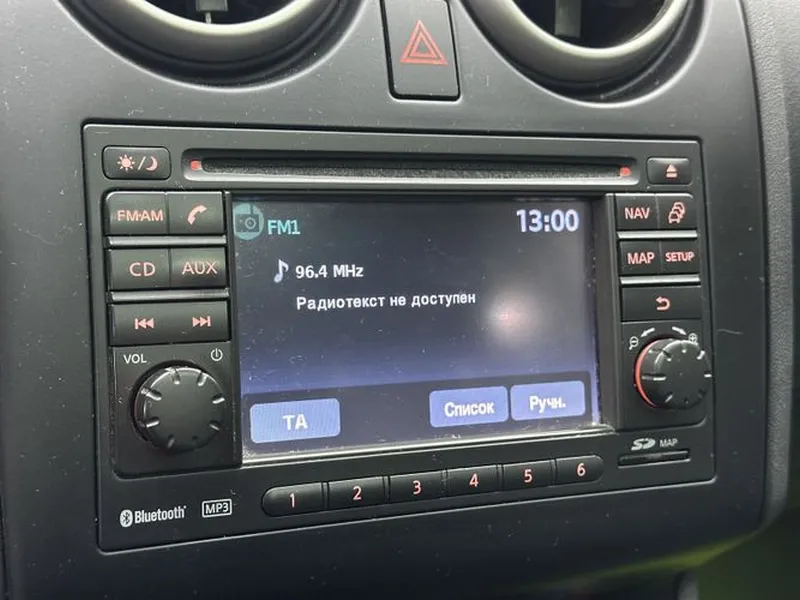 FM·AM
CD
AUX
VOL
FM1
13:00
96.4 MHz
Радиотекст не доступен
TA
Список
Ручн.
NAV
MAP
SETUP
SD MAP
1 2 3 4 5 6
Bluetooth
MP3